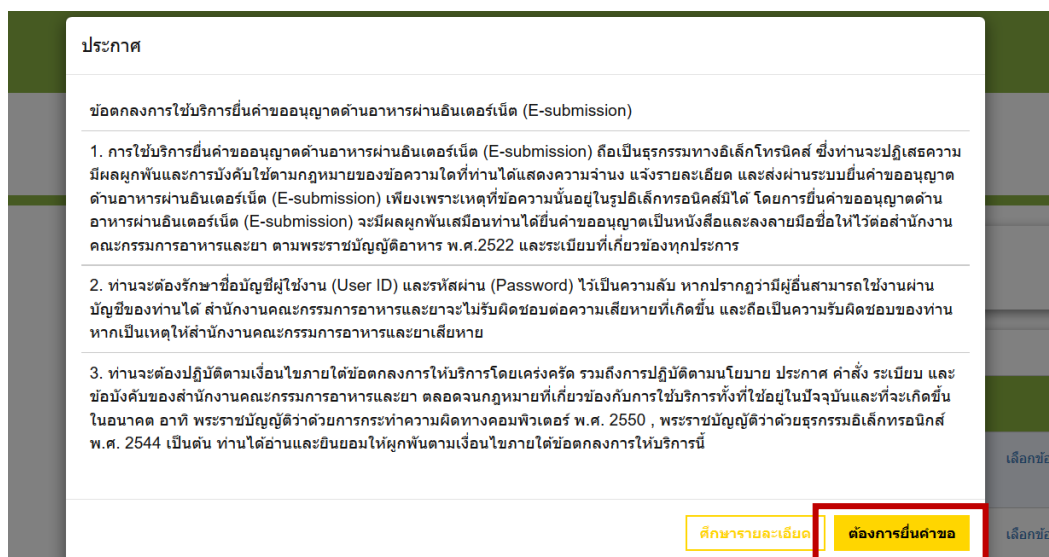 ประกาศ
ข้อตกลงการใช้บริการยื่นคำขออนุญาตด้านอาหารผ่านอินเตอร์เน็ต (E-submission)
1. การใช้บริการยื่นคำขออนุญาตด้านอาหารผ่านอินเตอร์เน็ต (E-submission) ถือเป็นธุรกรรมทางอิเล็กโทรนิคส์ ซึ่งท่านจะปฏิเสธความ
มีผลผูกพันและการบังคับใช้ตามกฎหมายของข้อความใดที่ท่านได้แสดงความจำนง แจ้งรายละเอียด และส่งผ่านระบบยื่นคำขออนุญาต
ด้านอาหารผ่านอินเตอร์เน็ต (E-submission) เพียงเพราะเหตุที่ข้อความนั้นอยู่ในรูปอิเล็กทรอนิคส์มิได้ โดยการยื่นคำขออนุญาตด้าน
อาหารผ่านอินเตอร์เน็ต (E-submission) จะมีผลผูกพันเสมือนท่านได้ยื่นคำขออนุญาตเป็นหนังสือและลงลายมือชื่อให้ไว้ต่อสำนักงาน
คณะกรรมการอาหารและยา ตามพระราชบัญญัติอาหาร พ.ศ.2522 และระเบียบที่เกี่ยวข้องทุกประการ
2. ท่านจะต้องรักษาชื่อบัญชีผู้ใช้งาน (User ID) และรหัสผ่าน (Password) ไว้เป็นความลับ หากปรากฏว่ามีผู้อื่นสามารถใช้งานผ่าน
บัญชีของท่านได้ สำนักงานคณะกรรมการอาหารและยาจะไม่รับผิดชอบต่อความเสียหายที่เกิดขึ้น และถือเป็นความรับผิดชอบของท่าน
หากเป็นเหตุให้สำนักงานคณะกรรมการอาหารและยาเสียหาย
3. ท่านจะต้องปฏิบัติตามเงื่อนไขภายใต้ข้อตกลงการให้บริการโดยเคร่งครัด รวมถึงการปฏิบัติตามนโยบาย ประกาศ คำสั่ง ระเบียบ และ
ข้อบังคับของสำนักงานคณะกรรมการอาหารและยา ตลอดจนกฎหมายที่เกี่ยวข้องกับการใช้บริการทั้งที่ใช้อยู่ในปัจจุบันและที่จะเกิดขึ้น
ในอนาคต อาทิ พระราชบัญญัติว่าด้วยการกระทำความผิดทางคอมพิวเตอร์ พ.ศ. 2550 , พระราชบัญญัติว่าด้วยธุรกรรมอิเล็กทรอนิกส์
พ.ศ. 2544 เป็นต้น ท่านได้อ่านและยินยอมให้ผูกพันตามเงื่อนไขภายใต้ข้อตกลงการให้บริการนี้
เลือกข้อ
ศึกษารายละเอียด ต้องการยื่นคำขอ
เลือกข้อ